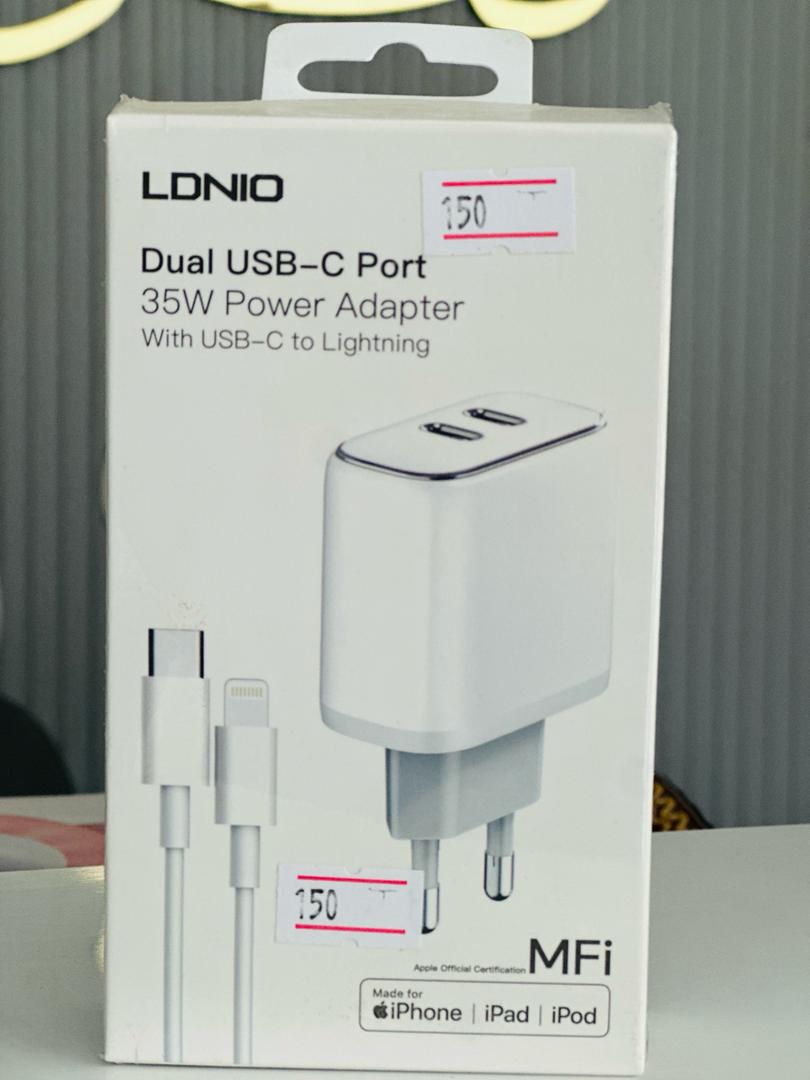 LDNIO
150
Dual USB-C Port
35W Power Adapter
With USB-C to Lightning
150
Apple Official Certification MFi
Made for
iPhone | iPad | iPod